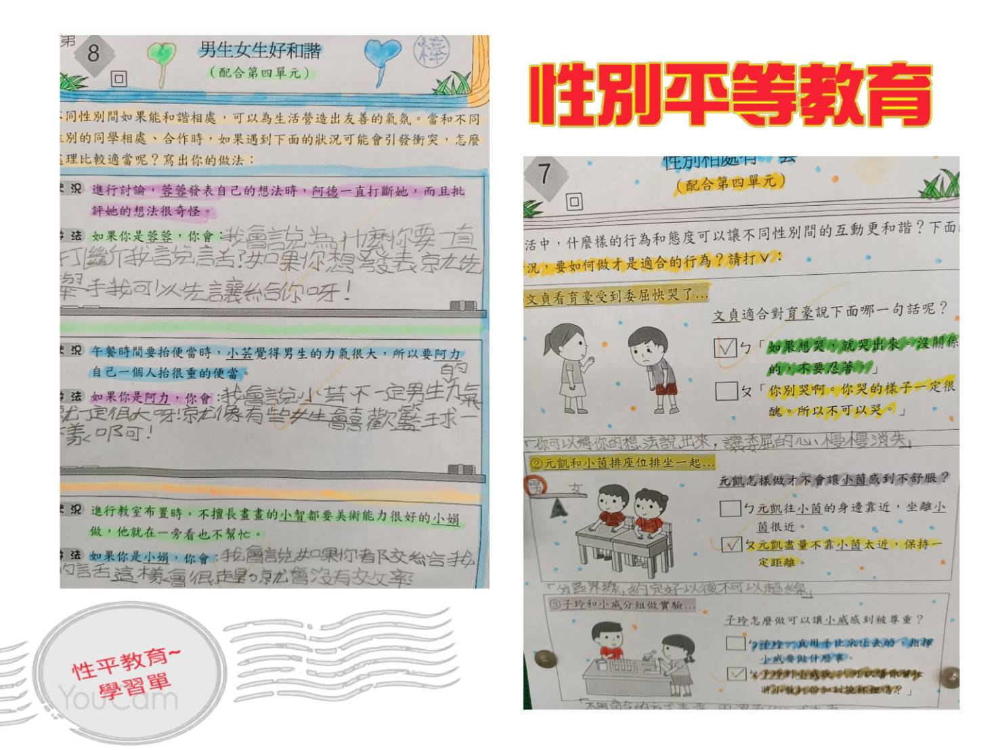 第
8
男生女生好和諧
(配合第四單元)
同性別間如果能和諧相處,可以為生活營造出友善的氣氛。當和不同
別的同學相處、合作時,如果遇到下面的狀況可能會引發衝突,怎麼
理比較適當呢?寫出你的做法:
況 進行討論,蓉蓉發表自己的想法時,阿德一直打斷她,而且批
評她的想法很奇怪。
法 如果你是蓉蓉,你會:我會說為什麼你要一直
打斷我說話?如果你想發表就先
舉手我可以先讓給你呀!
況 午餐時間要抬便當時,小芸覺得男生的力氣很大,所以要阿力
自己一個人抬很重的便當。
法 如果你是阿力,你會:我會說小芸不一定男生的力氣
就一定很大呀!就像有些女生會喜歡籃球一
樣
況 進行教室布置時,不擅長畫畫的小智都要美術能力很好的小娟
做,他就在一旁看也不幫忙。
法 如果你是小娟,你會:我會說如果你都交給我
的話這樣會很趕。就會沒有效率
性別平等教育
7
性別相處有一套
(配合第四單元)
活中,什麼樣的行為和態度可以讓不同性別間的互動更和諧?下面
況,要如何做才是適合的行為?請打ˇ:
文貞看育豪受到委屈快哭了…
文貞適合對育豪說下面哪一句話呢?
ㄅ「如果想哭,就哭出來。沒關係
的,不要忍著。」
ㄆ「你別哭啊。你哭的樣子一定很
醜。所以不可以哭。」
「你可以將你的想法說出來,讓委屈的心慢慢消失」
②元凱和小茵排座位排坐一起…
男 女
元凱怎樣做才不會讓小茵感到不舒服?
ㄅ元凱往小茵的身邊靠近,坐離小
茵很近。
ㄆ元凱盡量不靠小茵太近,保持一
定距離。
「分區界線,約定好以後不可以超線」
③子玲和小威分組做實驗…
子玲怎麼做可以讓小威感到被尊重?
ㄅ子玲一直用手比來比去的,指揮
小威要做什麼事。
ㄆ子玲對小威說:「可以請你幫忙
將小蘇打粉加到燒杯裡嗎?」
性平教育~
學習單
YouCam